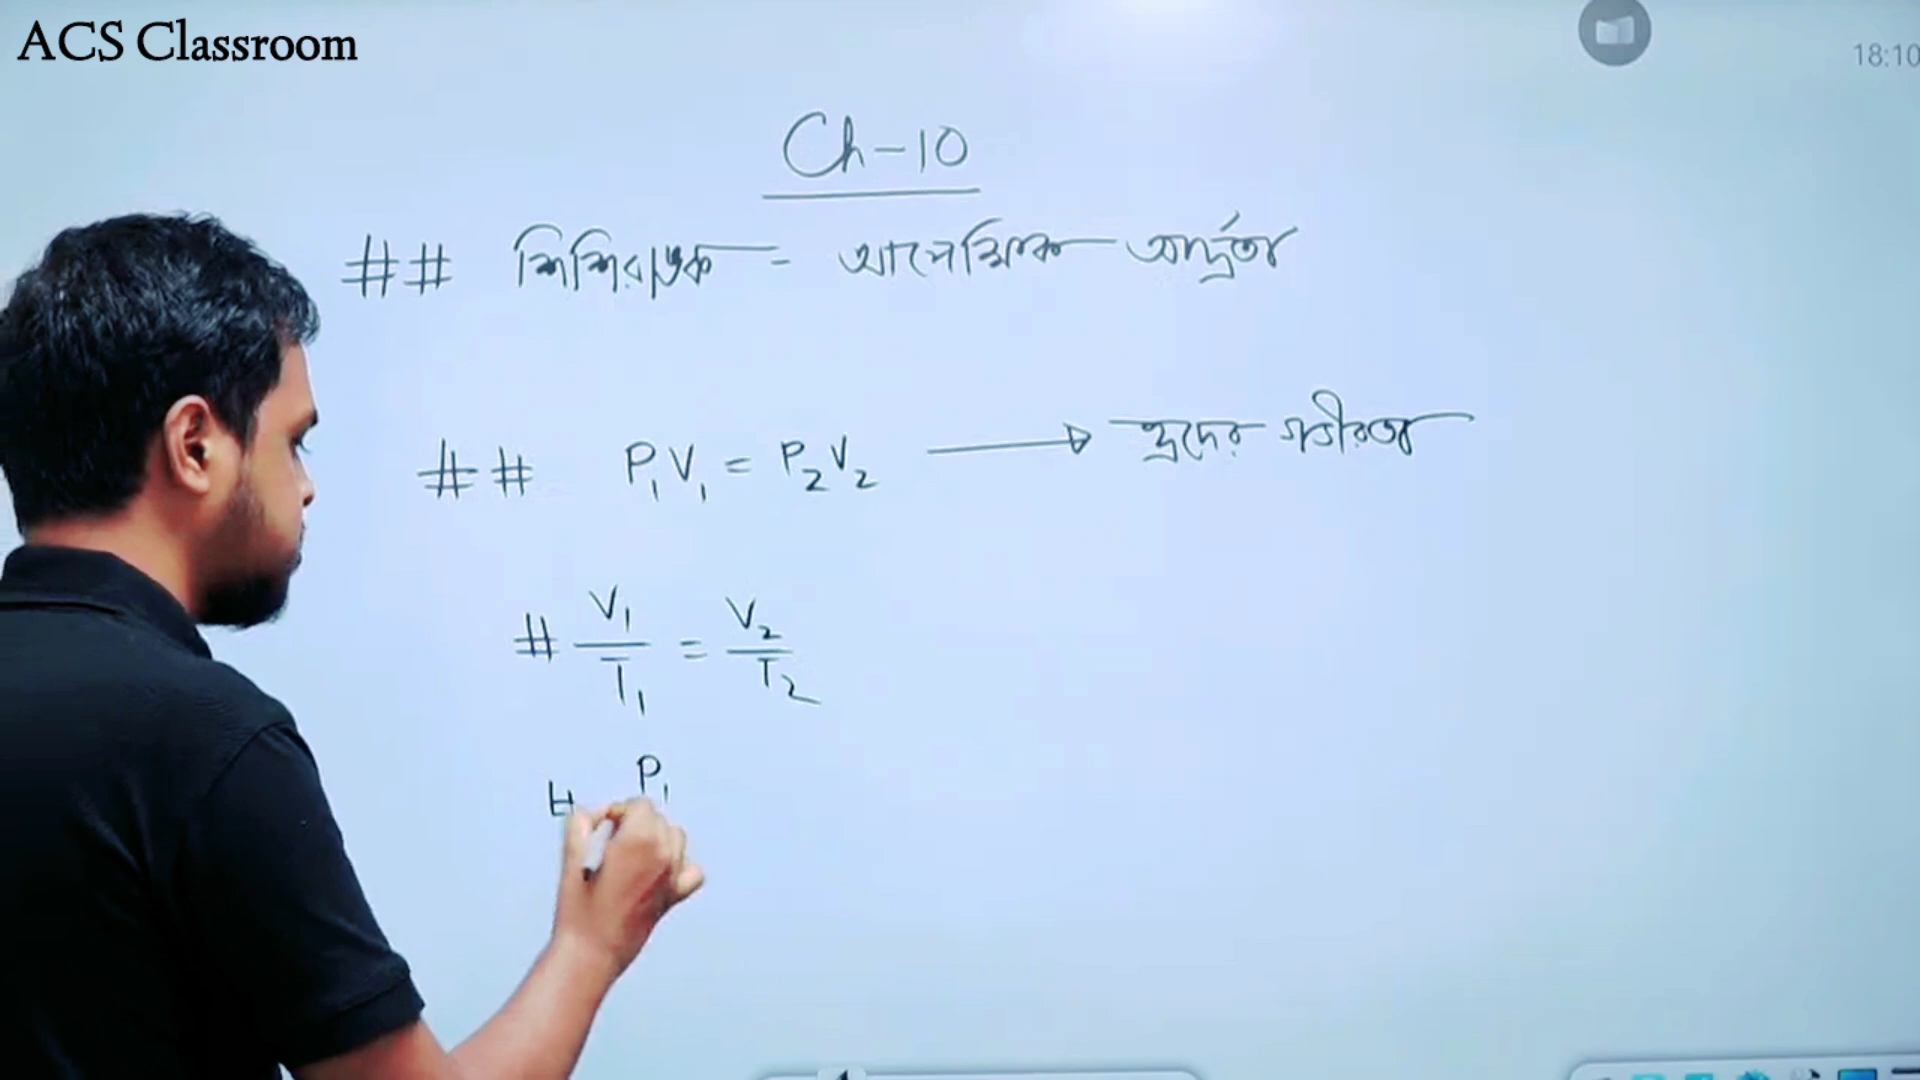 ACS Classroom
18:10
Ch-10
## শিশিরাঙ্ক - আপেক্ষিক আর্দ্রতা
## P₁V₁ = P₂V₂ → হ্রদের গভীরতা
# V₁/T₁ = V₂/T₂
# P₁